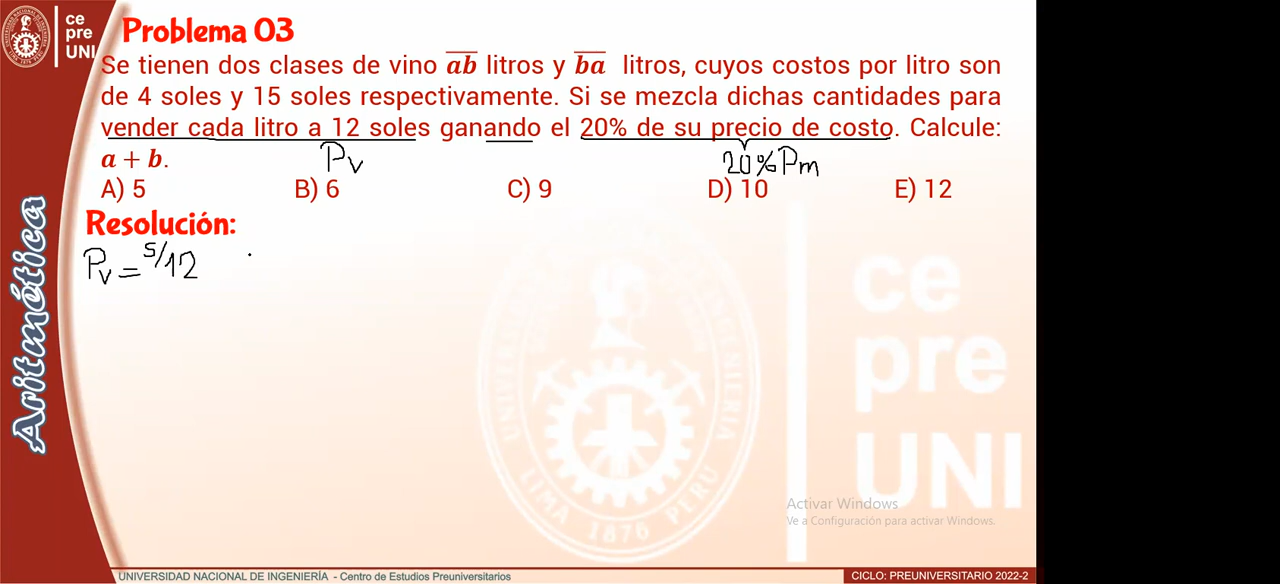 ce
pre
UNI
Problema 03
Se tienen dos clases de vino ab litros y ba litros, cuyos costos por litro son
de 4 soles y 15 soles respectivamente. Si se mezcla dichas cantidades para
vender cada litro a 12 soles ganando el 20% de su precio de costo. Calcule:
a + b.
Pv
20% Pm
A) 5 B) 6 C) 9 D) 10 E) 12
Resolución:
Pv = S/12
Aritmética
ce
pre
UNI
LIMA 1876 PERU
Activar Windows
Ve a Configuración para activar Windows.
UNIVERSIDAD NACIONAL DE INGENIERÍA - Centro de Estudios Preuniversitarios
CICLO: PREUNIVERSITARIO 2022-2